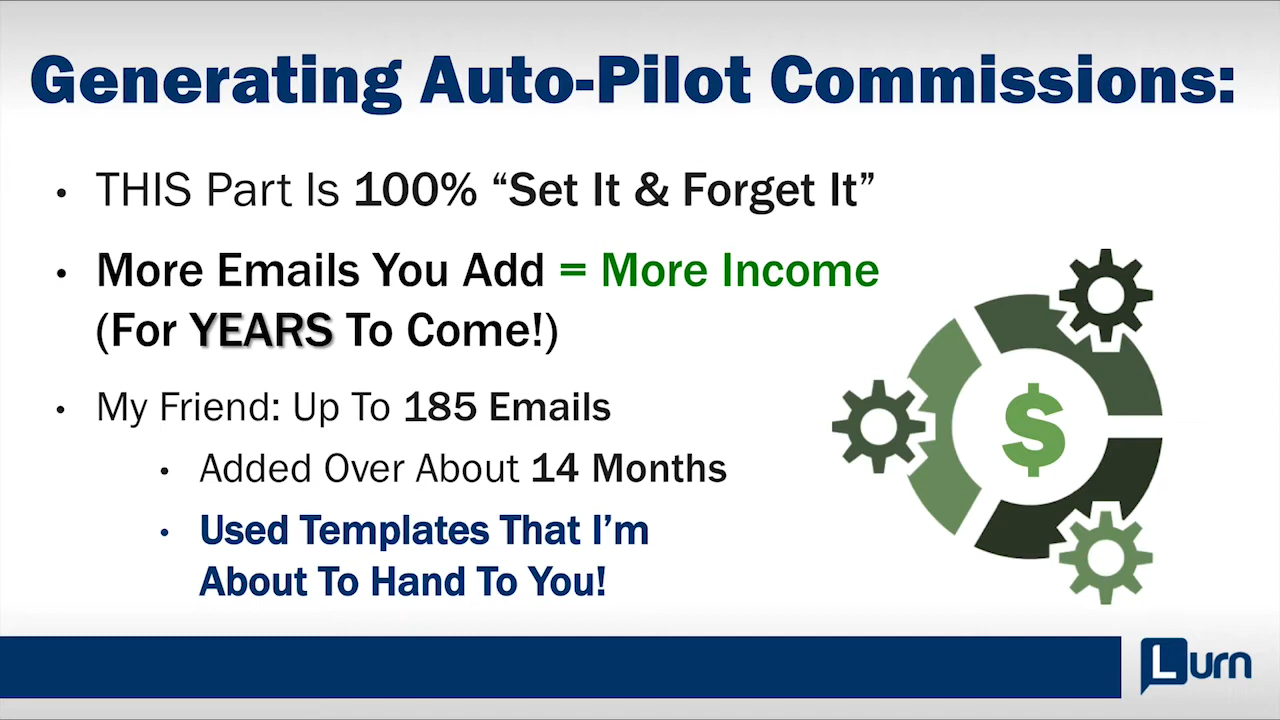 Generating Auto-Pilot Commissions:
• THIS Part Is 100% “Set It & Forget It”
• More Emails You Add = More Income
(For YEARS To Come!)
• My Friend: Up To 185 Emails
• Added Over About 14 Months
• Used Templates That I’m
About To Hand To You!
$
Lurn